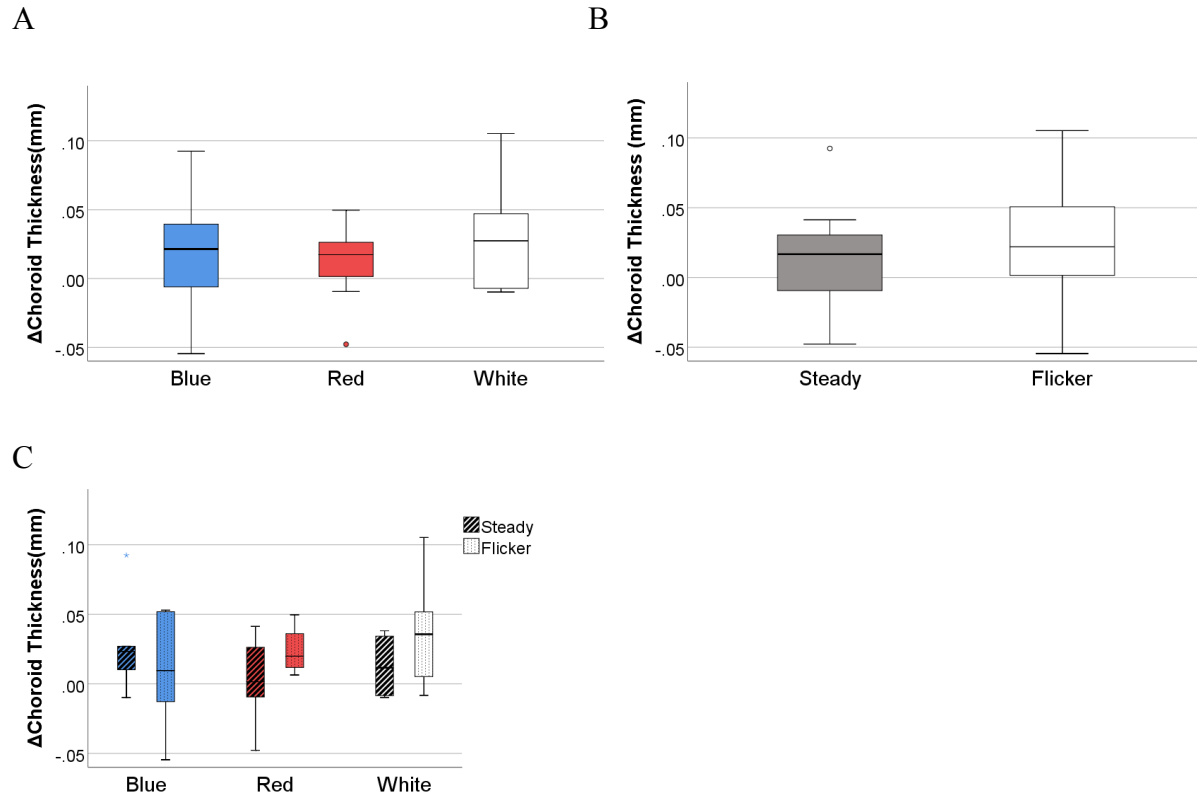 A
ΔChoroid Thickness(mm)
.10
.05
.00
-.05
Blue Red White
B
ΔChoroid Thickness (mm)
.10
.05
.00
-.05
Steady Flicker
C
ΔChoroid Thickness(mm)
.10
.05
.00
-.05
Blue Red White
Steady
Flicker